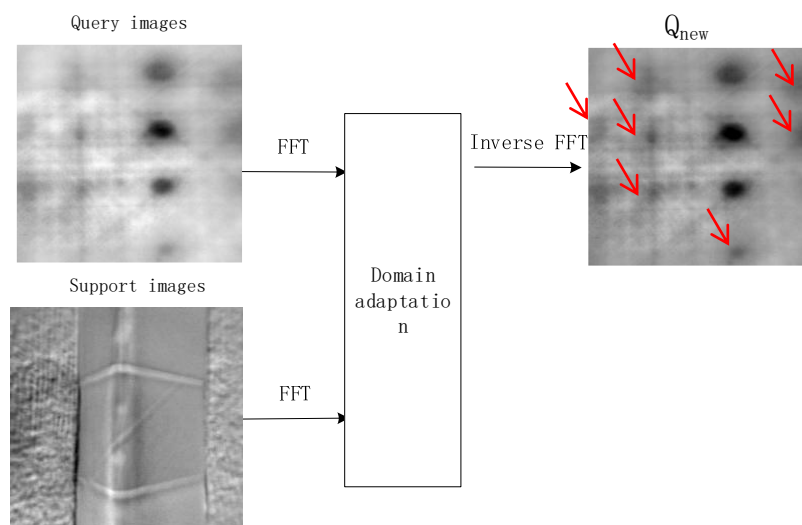 Query images
Q_new
FFT
Inverse FFT
Support images
Domain
adaptatio
n
FFT